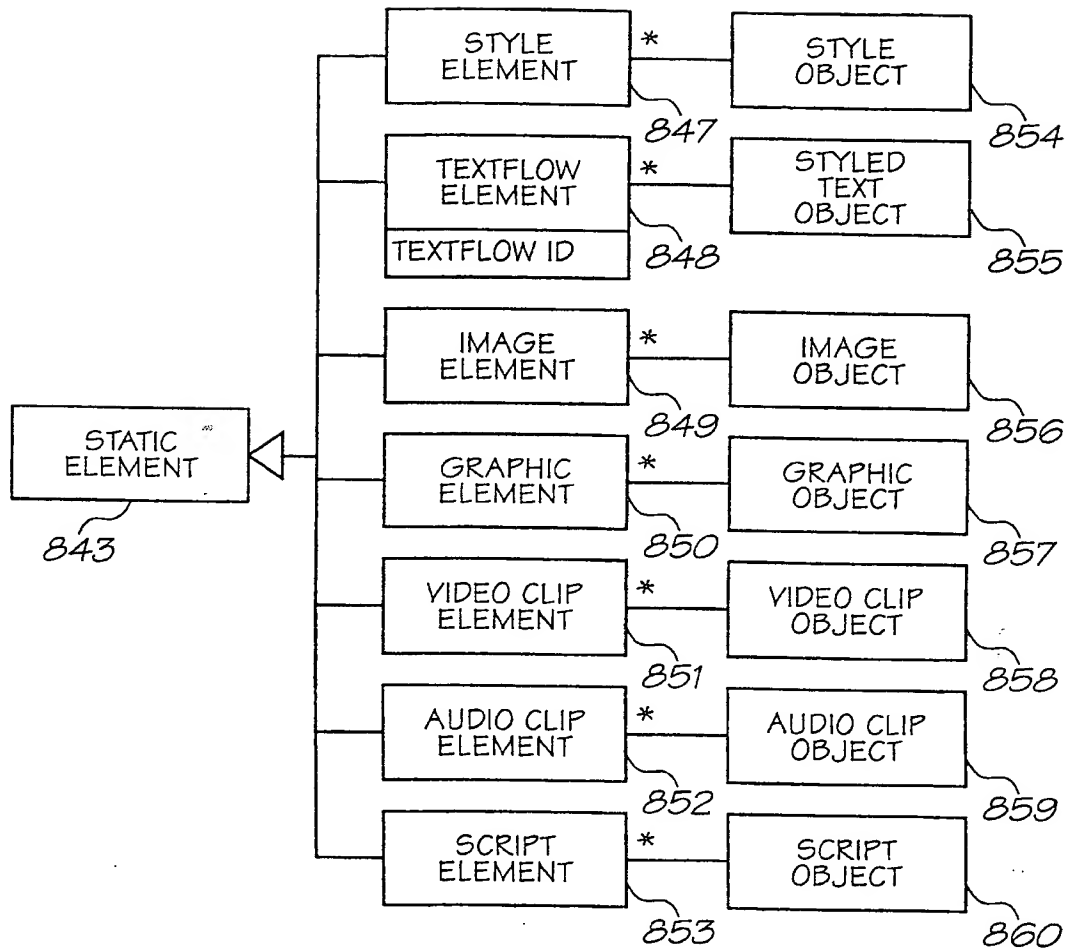 STYLE
ELEMENT
*
STYLE
OBJECT
847
854
TEXTFLOW
ELEMENT
TEXTFLOW ID
*
STYLED
TEXT
OBJECT
848
855
IMAGE
ELEMENT
*
IMAGE
OBJECT
849
856
STATIC
ELEMENT
843
GRAPHIC
ELEMENT
*
GRAPHIC
OBJECT
850
857
VIDEO CLIP
ELEMENT
*
VIDEO CLIP
OBJECT
851
858
AUDIO CLIP
ELEMENT
*
AUDIO CLIP
OBJECT
852
859
SCRIPT
ELEMENT
*
SCRIPT
OBJECT
853
860